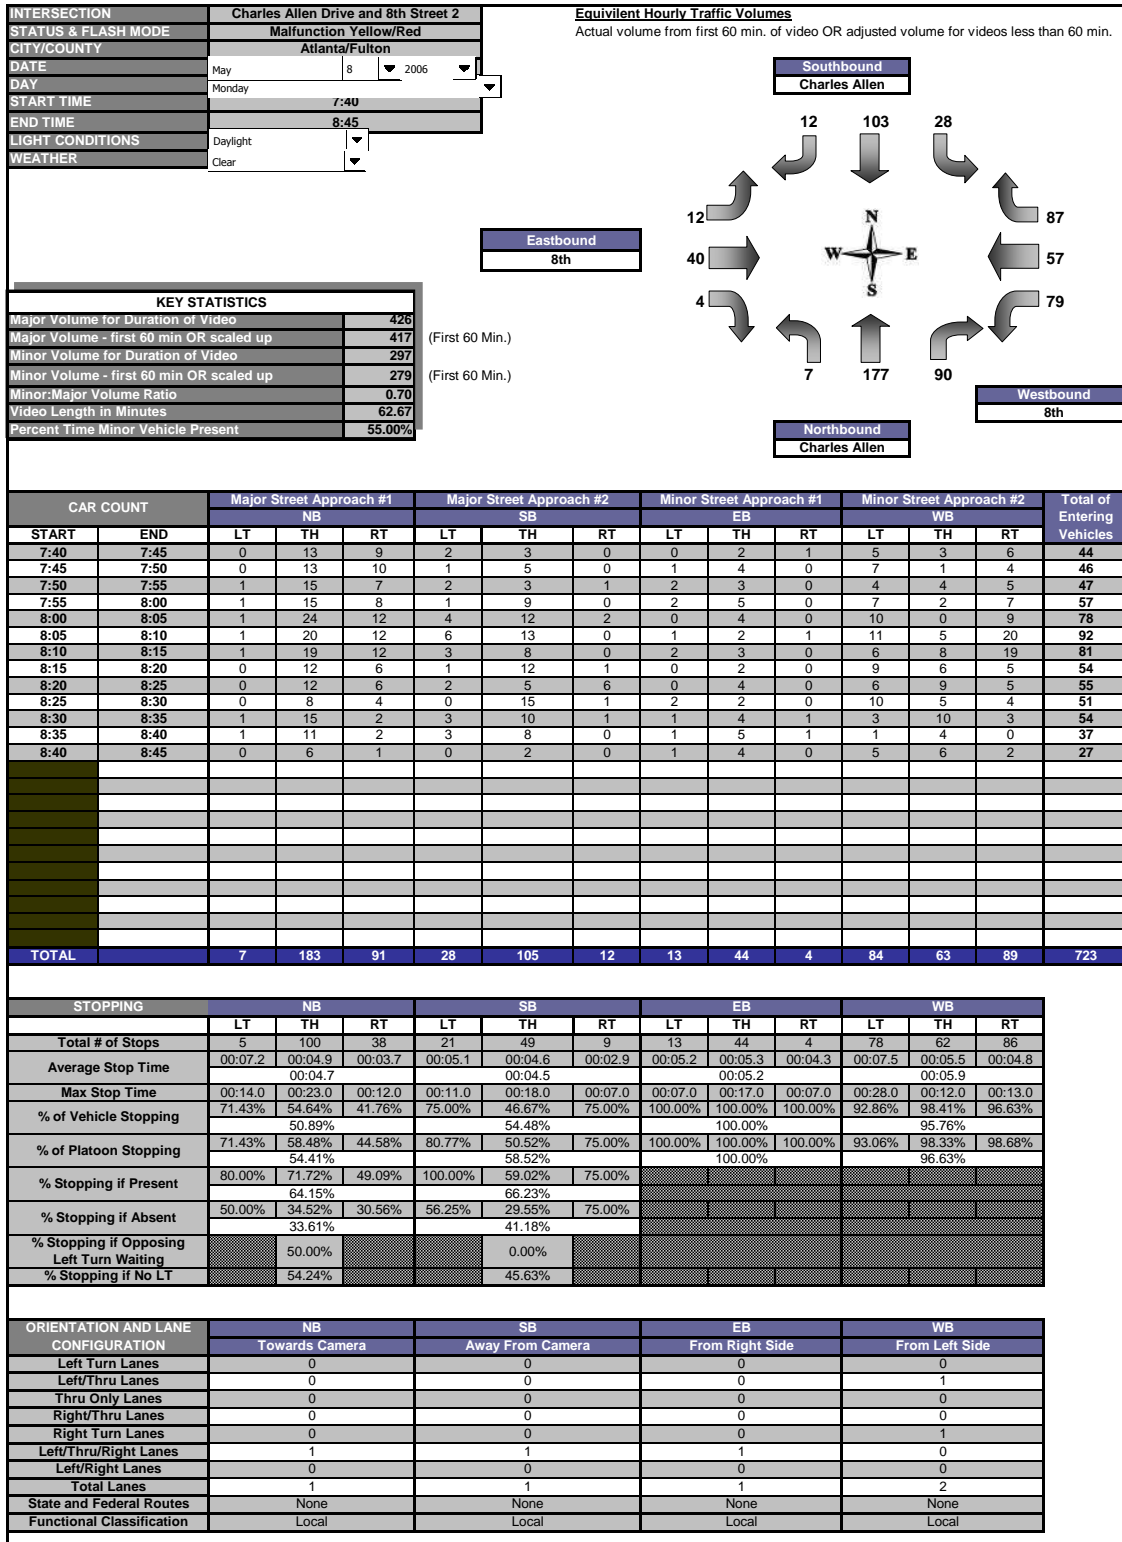 INTERSECTION Charles Allen Drive and 8th Street 2
STATUS & FLASH MODE Malfunction Yellow/Red
CITY/COUNTY Atlanta/Fulton
DATE May 8 2006
DAY Monday
START TIME 7:40
END TIME 8:45
LIGHT CONDITIONS Daylight
WEATHER Clear
Equivilent Hourly Traffic Volumes
Actual volume from first 60 min. of video OR adjusted volume for videos less than 60 min.
Southbound
Charles Allen
12 103 28
12 N 87
Eastbound
8th
40 W E 57
4 S 79
7 177 90
Westbound
8th
Northbound
Charles Allen
KEY STATISTICS
Major Volume for Duration of Video 426
Major Volume - first 60 min OR scaled up 417 (First 60 Min.)
Minor Volume for Duration of Video 297
Minor Volume - first 60 min OR scaled up 279 (First 60 Min.)
Minor:Major Volume Ratio 0.70
Video Length in Minutes 62.67
Percent Time Minor Vehicle Present 55.00%
CAR COUNT Major Street Approach #1 Major Street Approach #2 Minor Street Approach #1 Minor Street Approach #2 Total of
NB SB EB WB Entering
START END LT TH RT LT TH RT LT TH RT LT TH RT Vehicles
7:40 7:45 0 13 9 2 3 0 0 2 1 5 3 6 44
7:45 7:50 0 13 10 1 5 0 1 4 0 7 1 4 46
7:50 7:55 1 15 7 2 3 1 2 3 0 4 4 5 47
7:55 8:00 1 15 8 1 9 0 2 5 0 7 2 7 57
8:00 8:05 1 24 12 4 12 2 0 4 0 10 0 9 78
8:05 8:10 1 20 12 6 13 0 1 2 1 11 5 20 92
8:10 8:15 1 19 12 3 8 0 2 3 0 6 8 19 81
8:15 8:20 0 12 6 1 12 1 0 2 0 9 6 5 54
8:20 8:25 0 12 6 2 5 6 0 4 0 6 9 5 55
8:25 8:30 0 8 4 0 15 1 2 2 0 10 5 4 51
8:30 8:35 1 15 2 3 10 1 1 4 1 3 10 3 54
8:35 8:40 1 11 2 3 8 0 1 5 1 1 4 0 37
8:40 8:45 0 6 1 0 2 0 1 4 0 5 6 2 27
TOTAL 7 183 91 28 105 12 13 44 4 84 63 89 723
STOPPING NB SB EB WB
LT TH RT LT TH RT LT TH RT LT TH RT
Total # of Stops 5 100 38 21 49 9 13 44 4 78 62 86
Average Stop Time 00:07.2 00:04.9 00:03.7 00:05.1 00:04.6 00:02.9 00:05.2 00:05.3 00:04.3 00:07.5 00:05.5 00:04.8
00:04.7 00:04.5 00:05.2 00:05.9
Max Stop Time 00:14.0 00:23.0 00:12.0 00:11.0 00:18.0 00:07.0 00:07.0 00:17.0 00:07.0 00:28.0 00:12.0 00:13.0
% of Vehicle Stopping 71.43% 54.64% 41.76% 75.00% 46.67% 75.00% 100.00% 100.00% 100.00% 92.86% 98.41% 96.63%
50.89% 54.48% 100.00% 95.76%
% of Platoon Stopping 71.43% 58.48% 44.58% 80.77% 50.52% 75.00% 100.00% 100.00% 100.00% 93.06% 98.33% 98.68%
54.41% 58.52% 100.00% 96.63%
% Stopping if Present 80.00% 71.72% 49.09% 100.00% 59.02% 75.00%
64.15% 66.23%
% Stopping if Absent 50.00% 34.52% 30.56% 56.25% 29.55% 75.00%
33.61% 41.18%
% Stopping if Opposing
Left Turn Waiting 50.00% 0.00%
% Stopping if No LT 54.24% 45.63%
ORIENTATION AND LANE NB SB EB WB
CONFIGURATION Towards Camera Away From Camera From Right Side From Left Side
Left Turn Lanes 0 0 0 0
Left/Thru Lanes 0 0 0 1
Thru Only Lanes 0 0 0 0
Right/Thru Lanes 0 0 0 0
Right Turn Lanes 0 0 0 1
Left/Thru/Right Lanes 1 1 1 0
Left/Right Lanes 0 0 0 0
Total Lanes 1 1 1 2
State and Federal Routes None None None None
Functional Classification Local Local Local Local